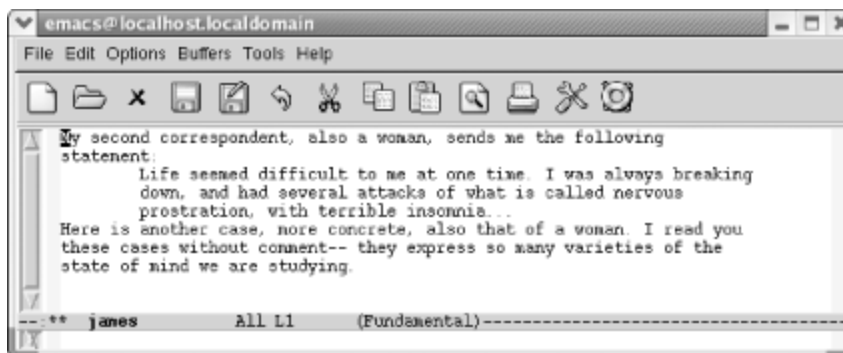 emacs@localhost.localdomain
File Edit Options Buffers Tools Help
My second correspondent, also a woman, sends me the following
statement:
Life seemed difficult to me at one time. I was always breaking
down, and had several attacks of what is called nervous
prostration, with terrible insomnia...
Here is another case, more concrete, also that of a woman. I read you
these cases without comment-- they express so many varieties of the
state of mind we are studying.
--:** james All L1 (Fundamental)--------------------------------------